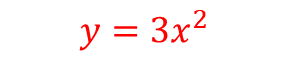 y = 3x²